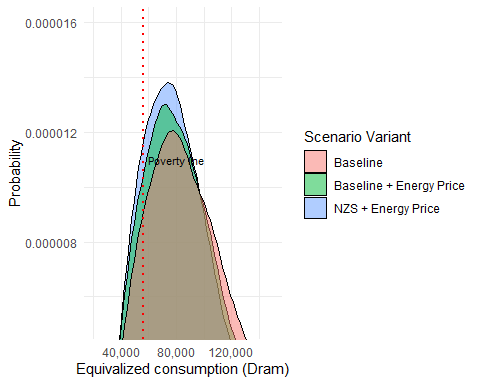 0.000016
0.000012
0.000008
Probability
Poverty line
40,000 80,000 120,000
Equivalized consumption (Dram)
Scenario Variant
Baseline
Baseline + Energy Price
NZS + Energy Price